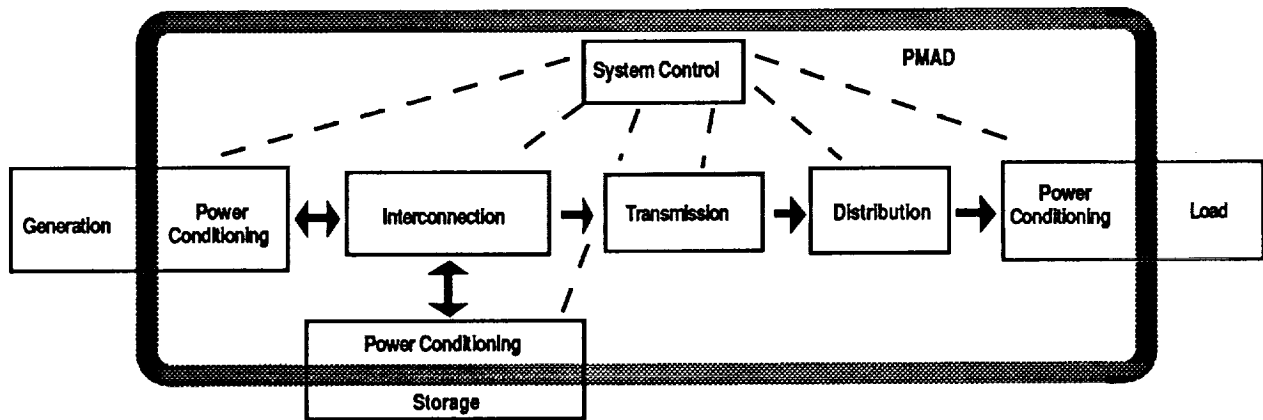 System Control
PMAD
Generation
Power
Conditioning
Interconnection
Transmission
Distribution
Power
Conditioning
Load
Power Conditioning
Storage